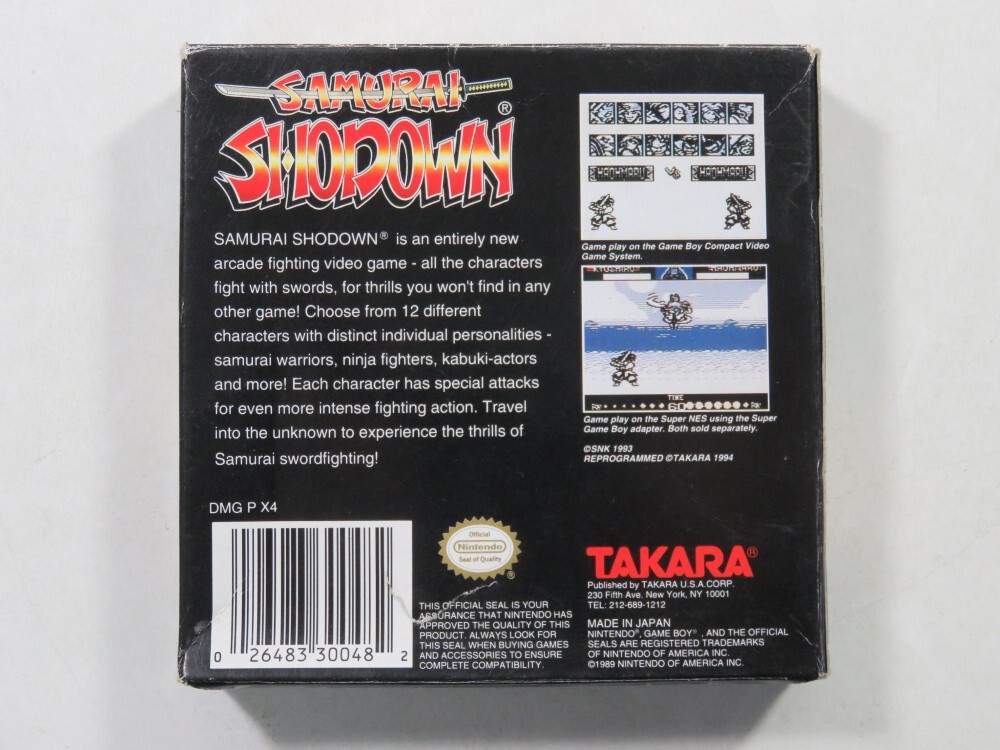 SAMURAI
SHODOWN®
SAMURAI SHODOWN® is an entirely new
arcade fighting video game - all the characters
fight with swords, for thrills you won't find in any
other game! Choose from 12 different
characters with distinct individual personalities -
samurai warriors, ninja fighters, kabuki-actors
and more! Each character has special attacks
for even more intense fighting action. Travel
into the unknown to experience the thrills of
Samurai swordfighting!
HAOHMARU
HAOHMARU
Game play on the Game Boy Compact Video
Game System.
KYOSHIRO
HAOHMARU
TIME
60
Game play on the Super NES using the Super
Game Boy adapter. Both sold separately.
©SNK 1993
REPROGRAMMED ©TAKARA 1994
DMG P X4
0 26483 30048 2
Official
Nintendo
Seal of Quality
®
THIS OFFICIAL SEAL IS YOUR
ASSURANCE THAT NINTENDO HAS
APPROVED THE QUALITY OF THIS
PRODUCT. ALWAYS LOOK FOR
THIS SEAL WHEN BUYING GAMES
AND ACCESSORIES TO ENSURE
COMPLETE COMPATIBILITY.
TAKARA®
Published by TAKARA U.S.A.CORP.
230 Fifth Ave. New York, NY 10001
TEL: 212-689-1212
MADE IN JAPAN
NINTENDO®, GAME BOY®, AND THE OFFICIAL
SEALS ARE REGISTERED TRADEMARKS
OF NINTENDO OF AMERICA INC.
©1989 NINTENDO OF AMERICA INC.